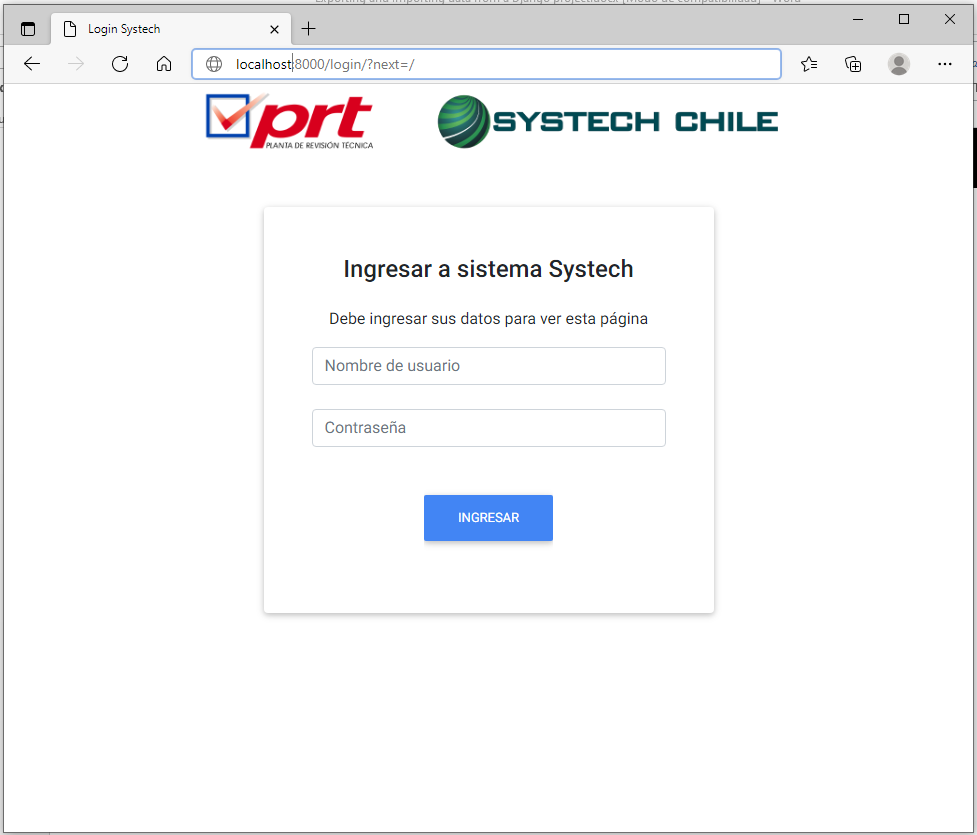 Exporting and importing data from a Django project.docx [Modo de compatibilidad] - Word
Login Systech
localhost:8000/login/?next=/
prt
PLANTA DE REVISIÓN TÉCNICA
SYSTECH CHILE
Ingresar a sistema Systech
Debe ingresar sus datos para ver esta página
Nombre de usuario
Contraseña
INGRESAR